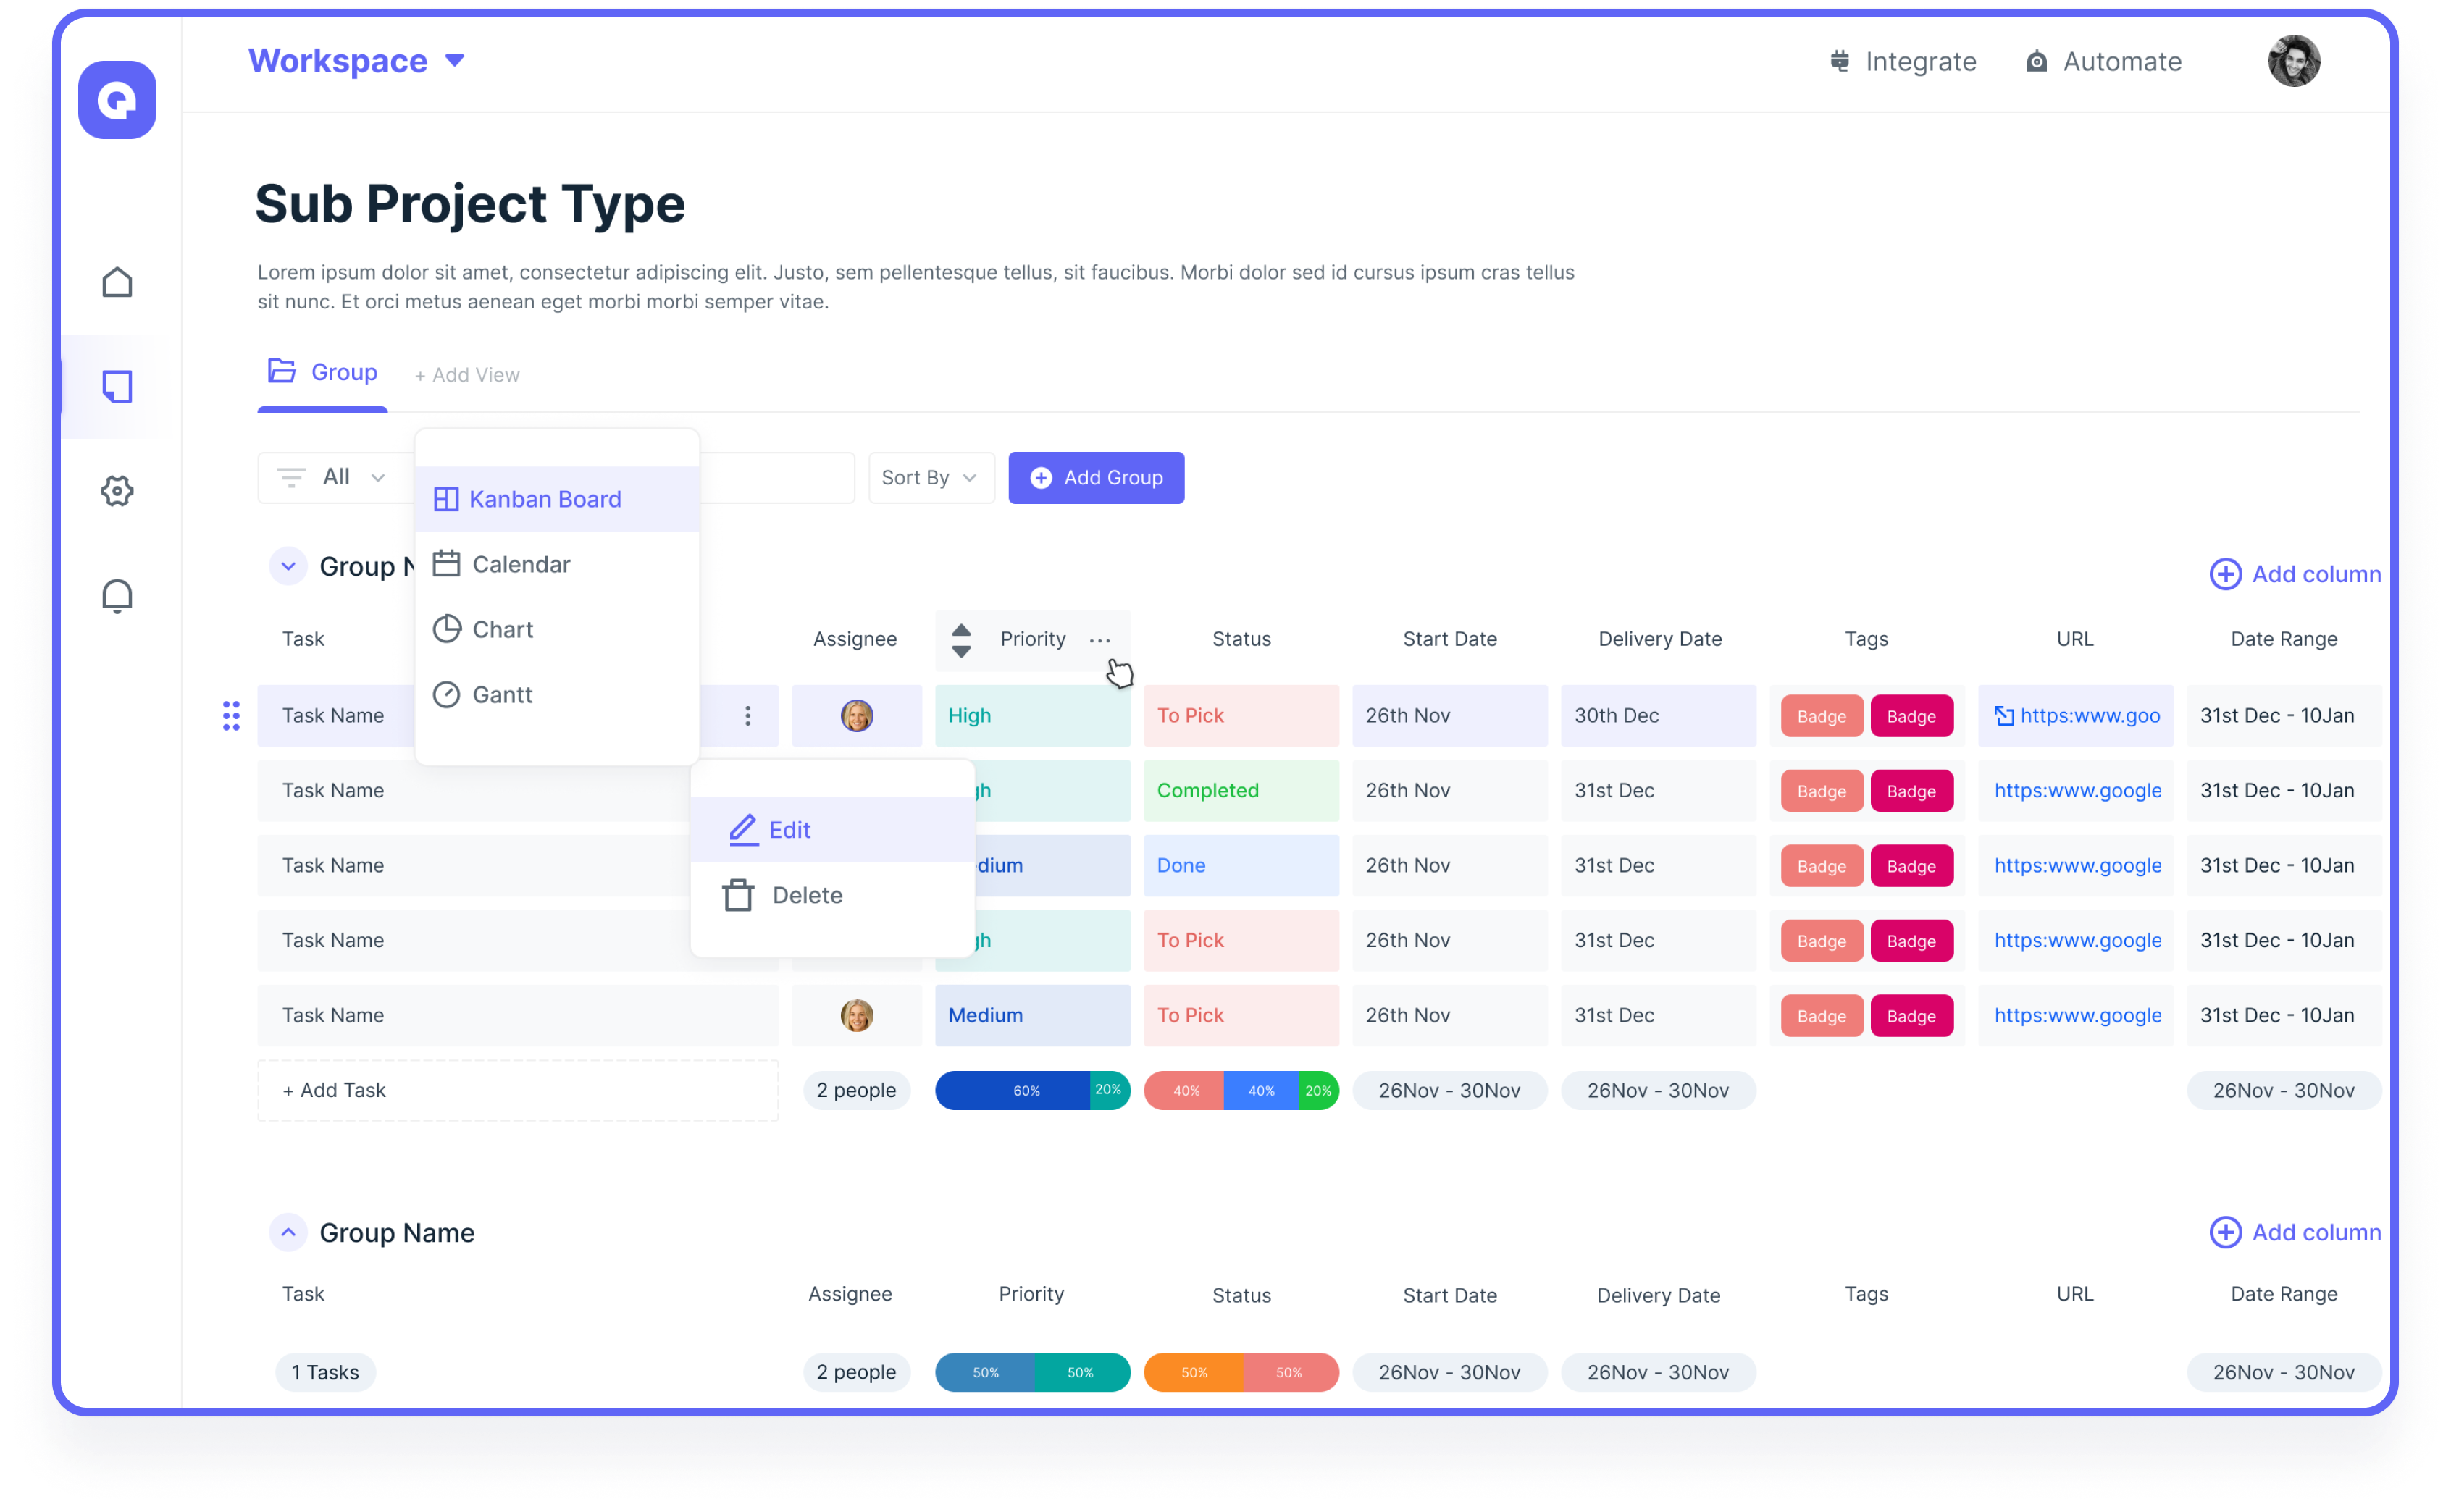 Workspace
Integrate
Automate
Sub Project Type
Lorem ipsum dolor sit amet, consectetur adipiscing elit. Justo, sem pellentesque tellus, sit faucibus. Morbi dolor sed id cursus ipsum cras tellus
sit nunc. Et orci metus aenean eget morbi morbi semper vitae.
Group
+ Add View
All
Sort By
Add Group
Kanban Board
Calendar
Chart
Gantt
Group
Add column
Task Assignee Priority ... Status Start Date Delivery Date Tags URL Date Range
Task Name High To Pick 26th Nov 30th Dec Badge Badge https:www.goo 31st Dec - 10Jan
Task Name Completed 26th Nov 31st Dec Badge Badge https:www.google 31st Dec - 10Jan
Edit
Task Name Done 26th Nov 31st Dec Badge Badge https:www.google 31st Dec - 10Jan
Delete
Task Name To Pick 26th Nov 31st Dec Badge Badge https:www.google 31st Dec - 10Jan
Task Name Medium To Pick 26th Nov 31st Dec Badge Badge https:www.google 31st Dec - 10Jan
+ Add Task 2 people 60% 20% 40% 40% 20% 26Nov - 30Nov 26Nov - 30Nov 26Nov - 30Nov
Group Name
Add column
Task Assignee Priority Status Start Date Delivery Date Tags URL Date Range
1 Tasks 2 people 50% 50% 50% 50% 26Nov - 30Nov 26Nov - 30Nov 26Nov - 30Nov